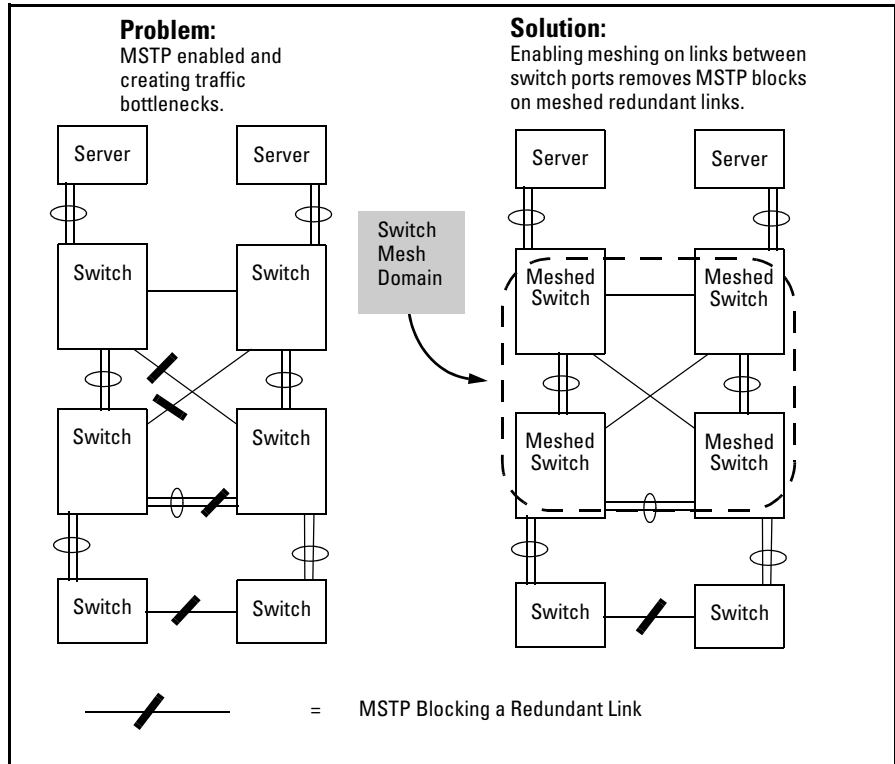 Problem:
MSTP enabled and
creating traffic
bottlenecks.
Solution:
Enabling meshing on links between
switch ports removes MSTP blocks
on meshed redundant links.
Server
Server
Switch
Switch
Switch
Switch
Switch
Switch
Switch
Mesh
Domain
Server
Server
Meshed
Switch
Meshed
Switch
Meshed
Switch
Meshed
Switch
Switch
Switch
= MSTP Blocking a Redundant Link